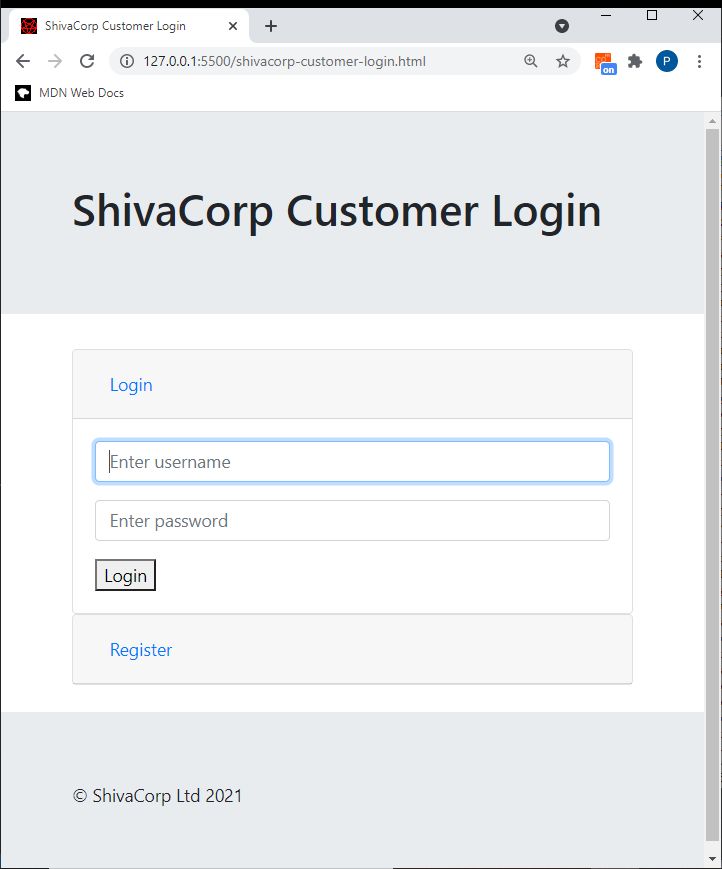 ShivaCorp Customer Login
127.0.0.1:5500/shivacorp-customer-login.html
on
P
MDN Web Docs
ShivaCorp Customer Login
Login
Enter username
Enter password
Login
Register
© ShivaCorp Ltd 2021